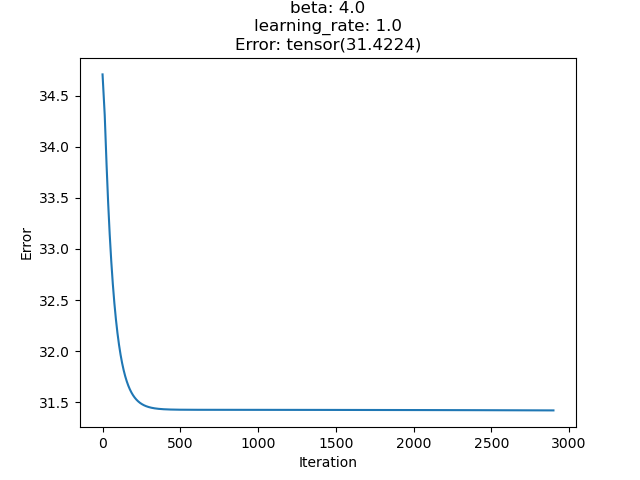 beta: 4.0
learning_rate: 1.0
Error: tensor(31.4224)
34.5
34.0
33.5
33.0
32.5
32.0
31.5
Error
0 500 1000 1500 2000 2500 3000
Iteration